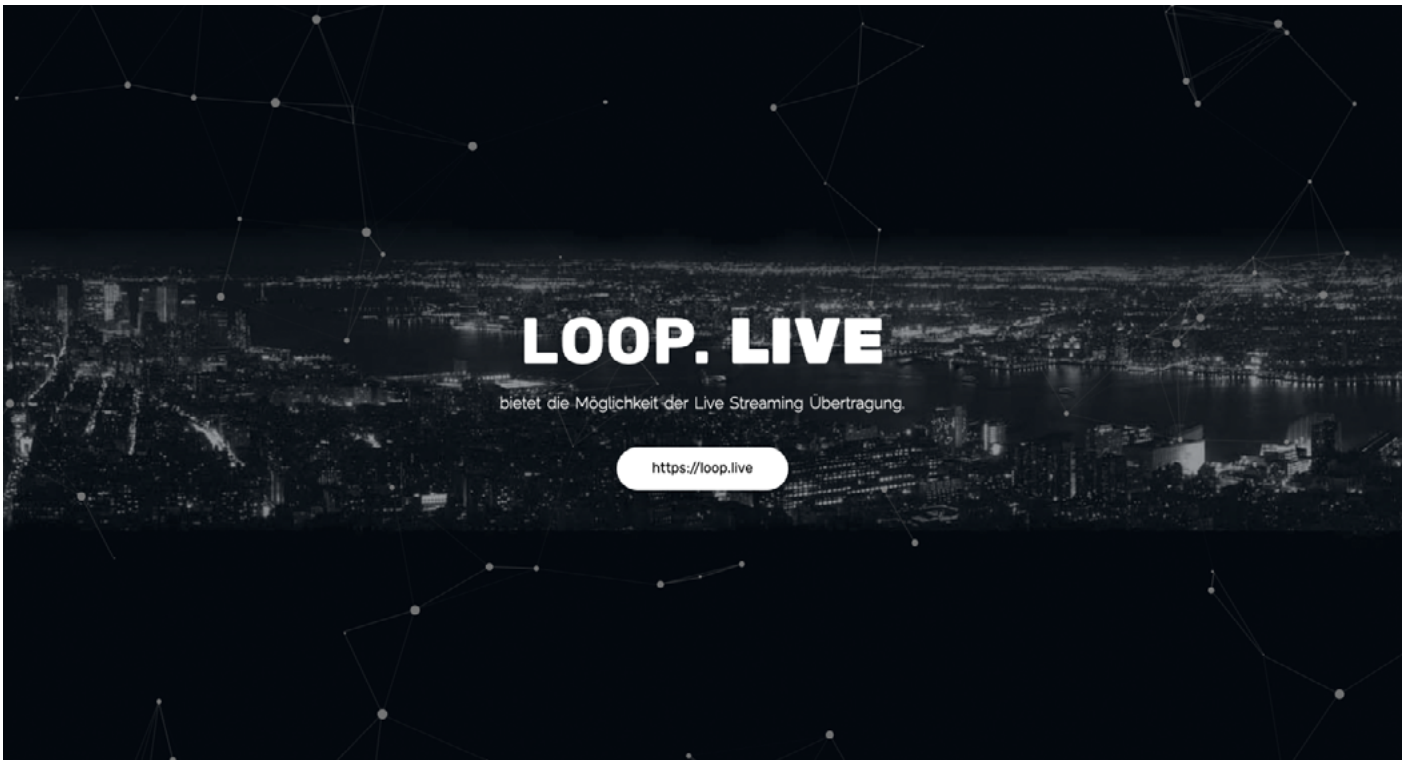 LOOP. LIVE
bietet die Möglichkeit der Live Streaming Übertragung.
https://loop.live